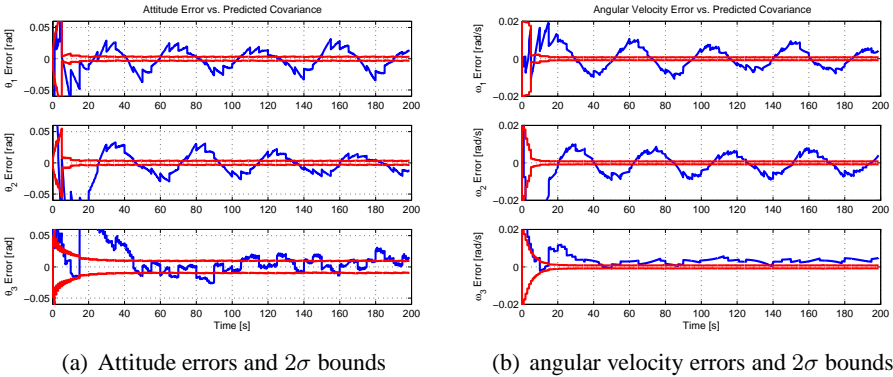 Attitude Error vs. Predicted Covariance
0.05
0
−0.05
θ1 Error [rad]
0 20 40 60 80 100 120 140 160 180 200
0.05
0
−0.05
θ2 Error [rad]
0 20 40 60 80 100 120 140 160 180 200
0.05
0
−0.05
θ3 Error [rad]
0 20 40 60 80 100 120 140 160 180 200
Time [s]
(a) Attitude errors and 2σ bounds
Angular Velocity Error vs. Predicted Covariance
0.02
0
−0.02
ω1 Error [rad/s]
0 20 40 60 80 100 120 140 160 180 200
0.02
0
−0.02
ω2 Error [rad/s]
0 20 40 60 80 100 120 140 160 180 200
0.02
0
−0.02
ω3 Error [rad/s]
0 20 40 60 80 100 120 140 160 180 200
Time [s]
(b) angular velocity errors and 2σ bounds